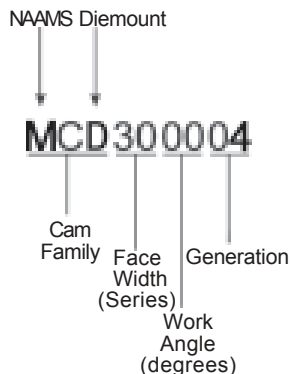 NAAMS Diemount
MCD300004
Cam
Family
Face
Width
(Series)
Generation
Work
Angle
(degrees)